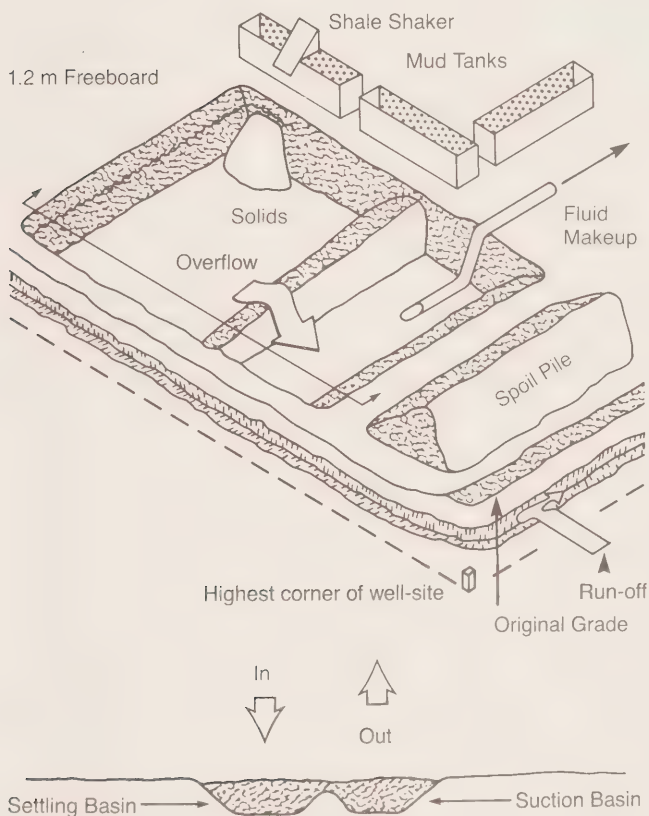 Shale Shaker
1.2 m Freeboard
Mud Tanks
Solids
Fluid
Makeup
Overflow
Spoil Pile
Highest corner of well-site
Run-off
Original Grade
In
Out
Settling Basin
Suction Basin